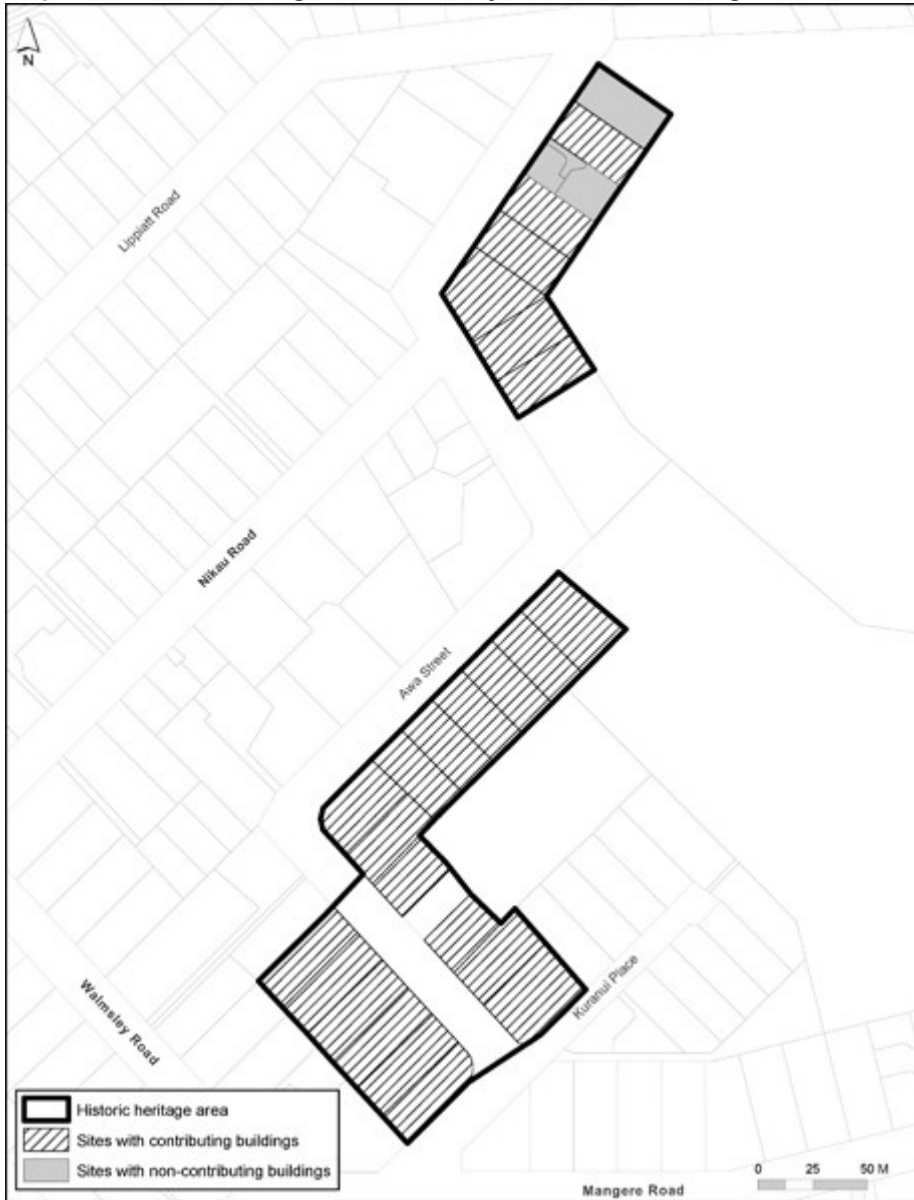 N
Lippiatt Road
Nikau Road
Awa Street
Walmsley Road
Kuranui Place
Historic heritage area
Sites with contributing buildings
Sites with non-contributing buildings
0 25 50 M
Mangere Road